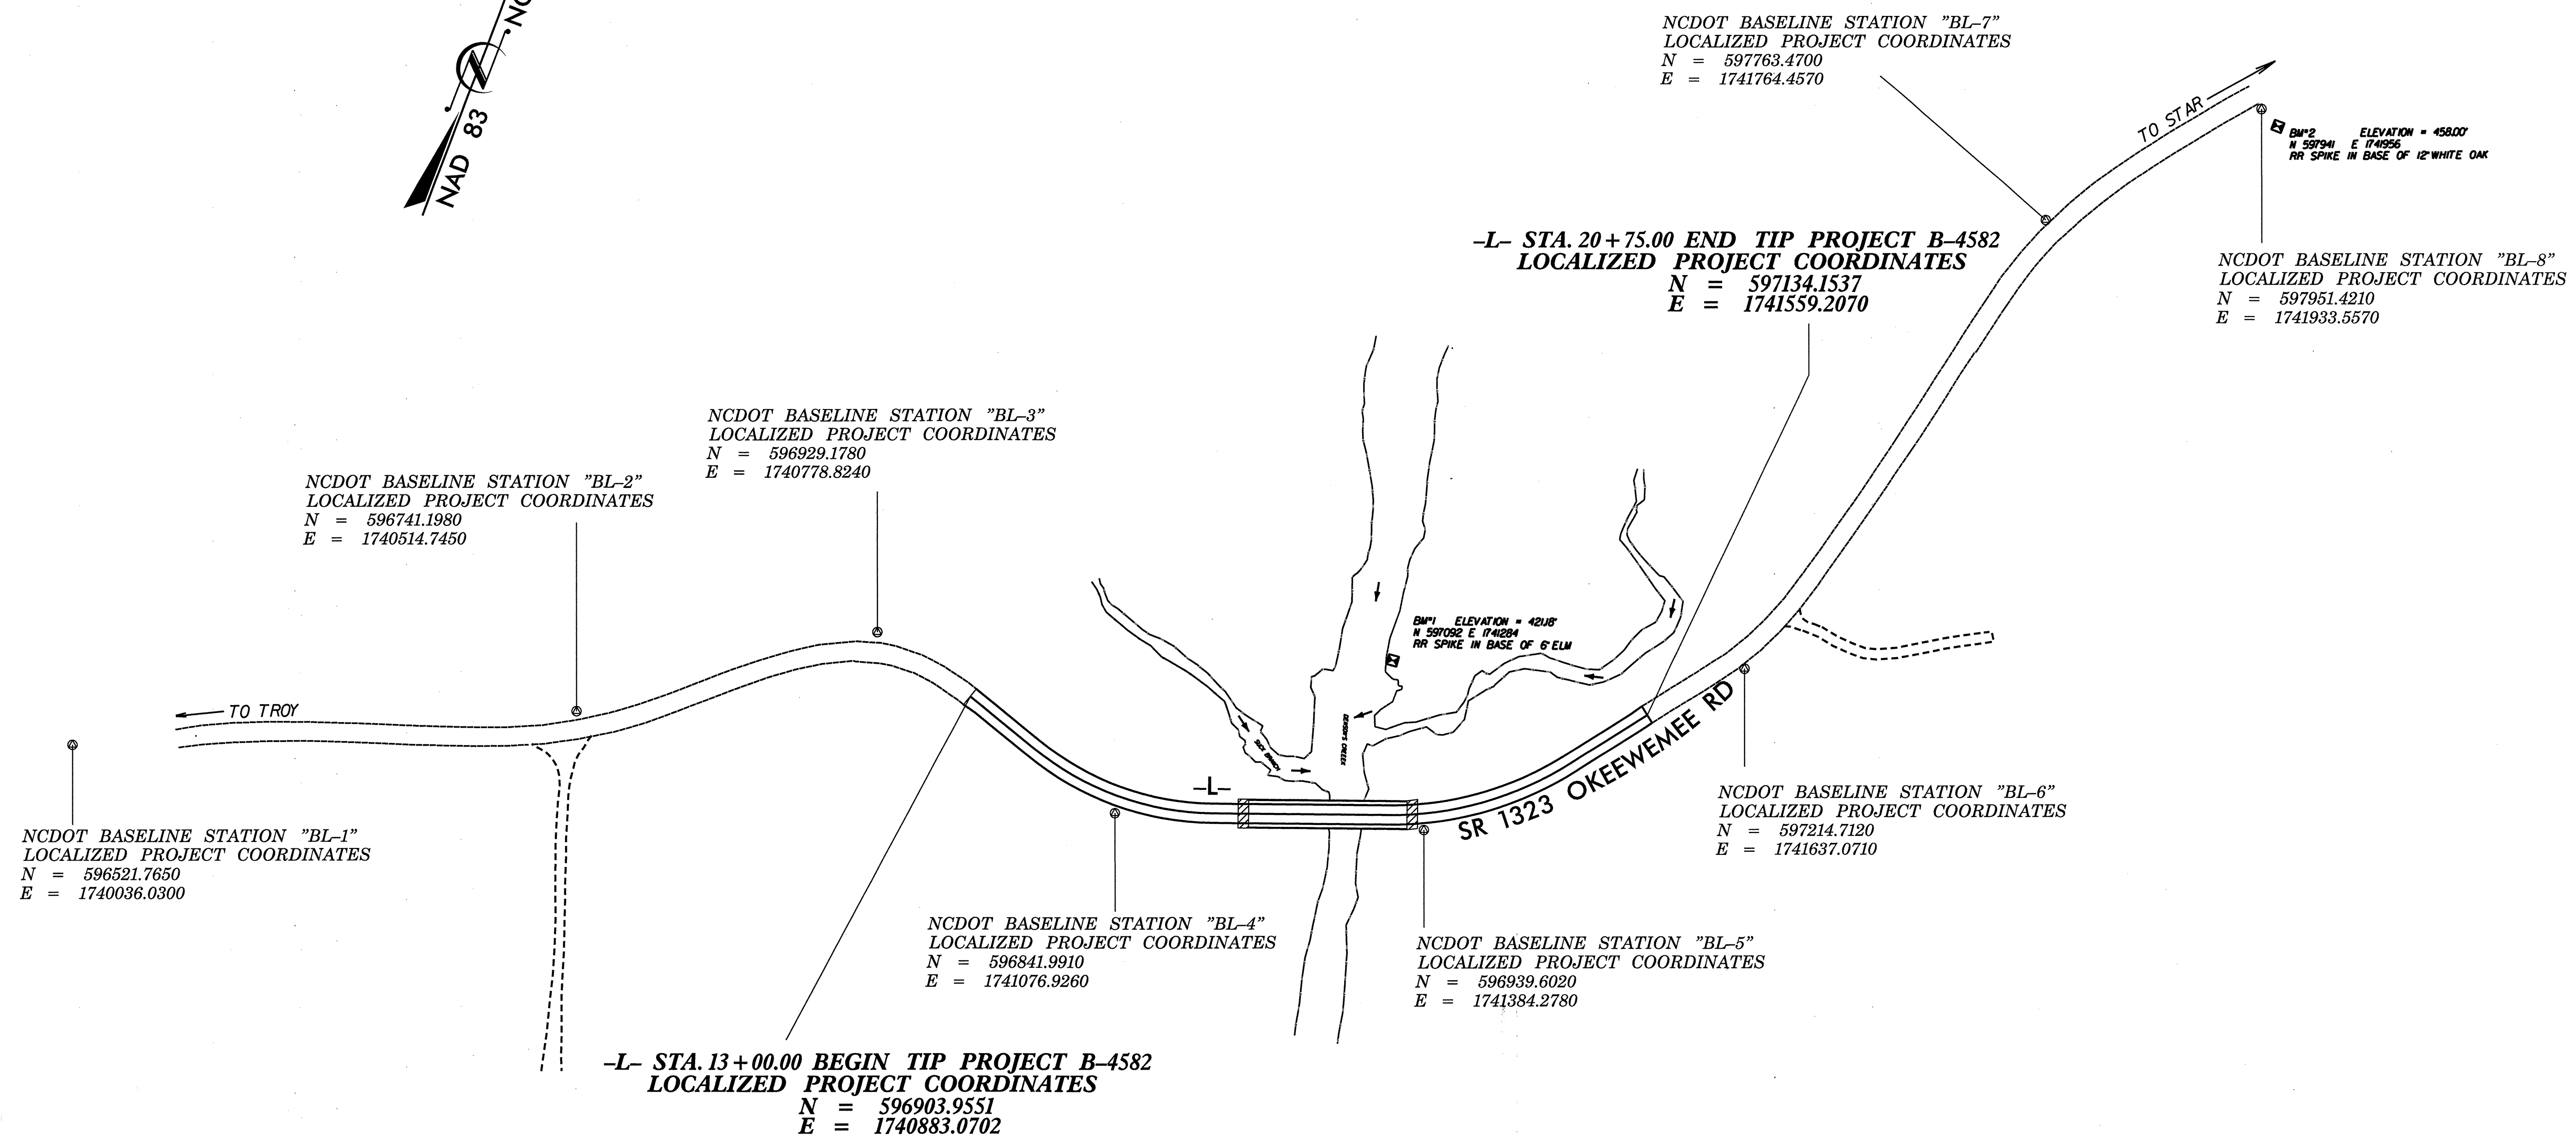 NAD 83
NCDOT BASELINE STATION "BL–7"
LOCALIZED PROJECT COORDINATES
N = 597763.4700
E = 1741764.4570
TO STAR
BM#2 ELEVATION = 458.00'
N 597941 E 1741956
RR SPIKE IN BASE OF 12" WHITE OAK
–L– STA. 20+75.00 END TIP PROJECT B–4582
LOCALIZED PROJECT COORDINATES
N = 597134.1537
E = 1741559.2070
NCDOT BASELINE STATION "BL–8"
LOCALIZED PROJECT COORDINATES
N = 597951.4210
E = 1741933.5570
NCDOT BASELINE STATION "BL–3"
LOCALIZED PROJECT COORDINATES
N = 596929.1780
E = 1740778.8240
NCDOT BASELINE STATION "BL–2"
LOCALIZED PROJECT COORDINATES
N = 596741.1980
E = 1740514.7450
BM#1 ELEVATION = 421.18'
N 597092 E 1741284
RR SPIKE IN BASE OF 6" ELM
TO TROY
DENSON'S CREEK
SUCK BRANCH
–L–
SR 1323 OKEEWEMEE RD
NCDOT BASELINE STATION "BL–1"
LOCALIZED PROJECT COORDINATES
N = 596521.7650
E = 1740036.0300
NCDOT BASELINE STATION "BL–6"
LOCALIZED PROJECT COORDINATES
N = 597214.7120
E = 1741637.0710
NCDOT BASELINE STATION "BL–4"
LOCALIZED PROJECT COORDINATES
N = 596841.9910
E = 1741076.9260
NCDOT BASELINE STATION "BL–5"
LOCALIZED PROJECT COORDINATES
N = 596939.6020
E = 1741384.2780
–L– STA. 13+00.00 BEGIN TIP PROJECT B–4582
LOCALIZED PROJECT COORDINATES
N = 596903.9551
E = 1740883.0702